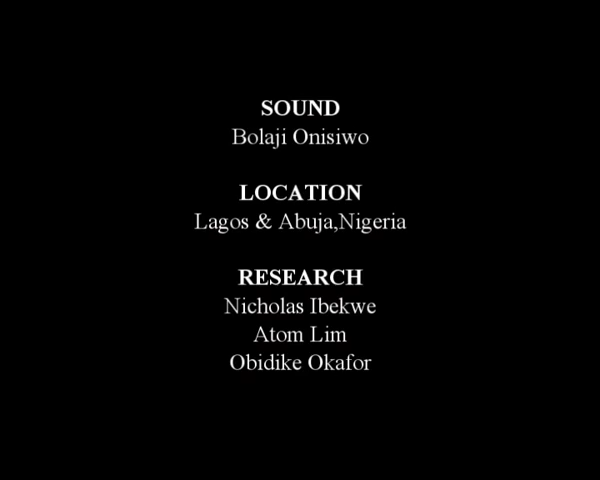 SOUND
Bolaji Onisiwo
LOCATION
Lagos & Abuja,Nigeria
RESEARCH
Nicholas Ibekwe
Atom Lim
Obidike Okafor